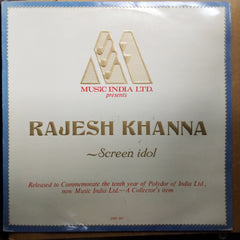 MUSIC INDIA LTD.
presents
RAJESH KHANNA
~Screen idol
Released to Commemorate the tenth year of Polydor of India Ltd.,
now Music India Ltd.~A Collector's item